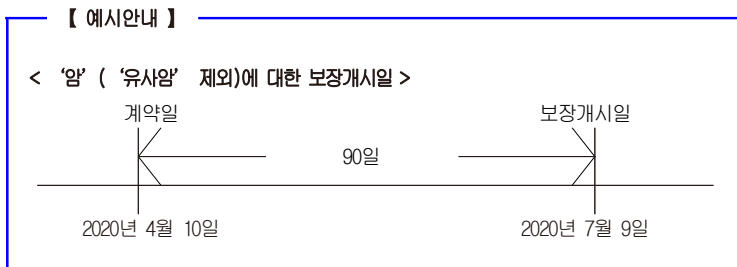 【 예시안내 】
< ‘암’ ( ‘유사암’ 제외)에 대한 보장개시일 >
계약일 보장개시일
90일
2020년 4월 10일 2020년 7월 9일